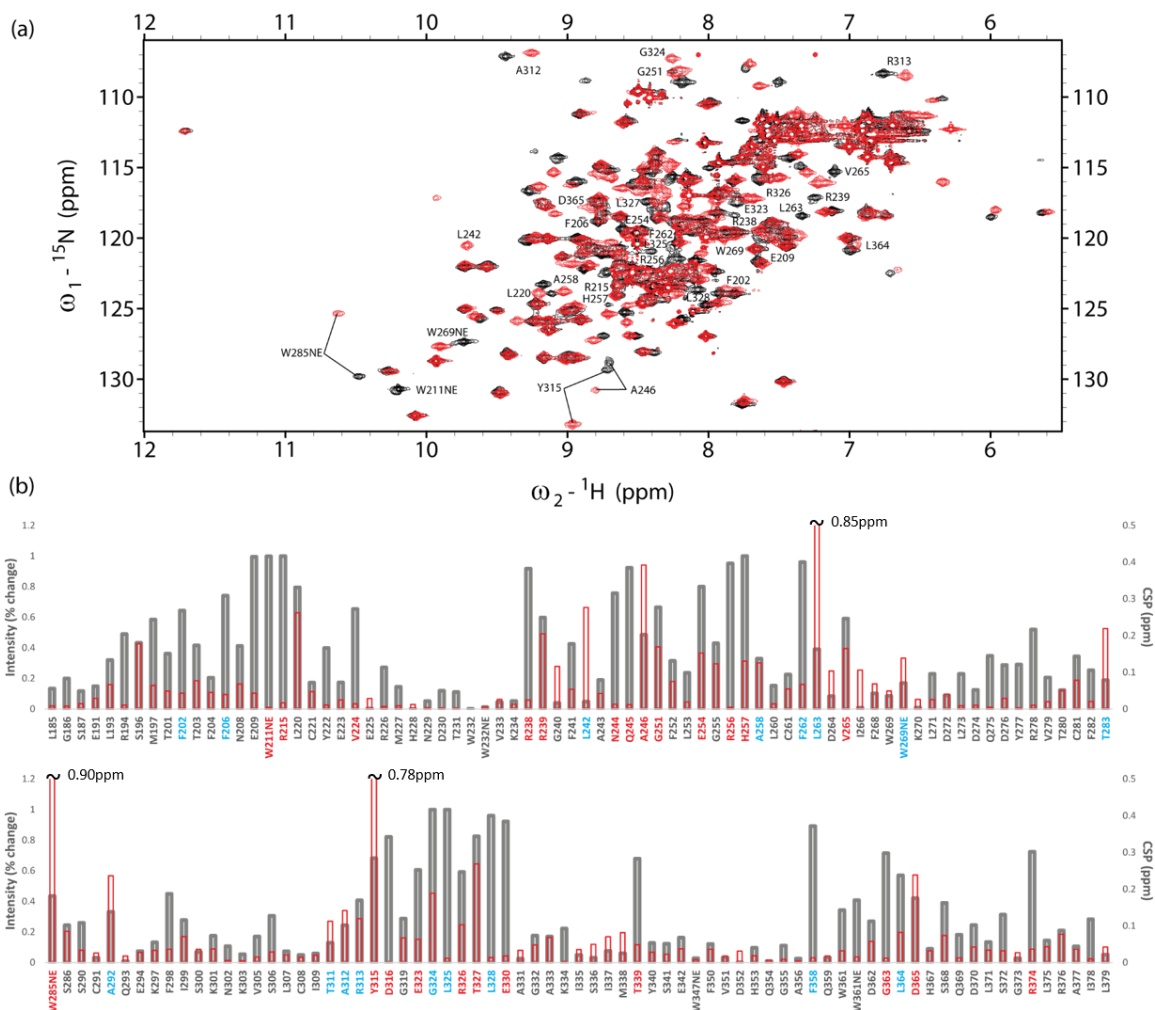 (a)
12 11 10 9 8 7 6
110
115
120
125
130
110
115
120
125
130
ω1 - 15N (ppm)
G324
G251
A312
R313
V265
D365
L327
R326
E323
L263
R239
F206
E254
R238
F262
L325
W269
L364
L242
R256
E209
A258
R215
F202
L220
H257
L328
W269NE
W285NE
W211NE
Y315
A246
12 11 10 9 8 7 6
ω2 - 1H (ppm)
(b)
0.85ppm
1.2
1
0.8
0.6
0.4
0.2
0
Intensity (% change)
0.5
0.4
0.3
0.2
0.1
0
CSP (ppm)
L185 G186 S187 E191 L193 R194 S196 M197 T201 F202 T203 F204 F206 N208 E209 W211NE R215 L220 C221 Y222 E223 V224 E225 R226 M227 H228 N229 D230 T231 W232 W232NE V233 K234 R238 R239 G240 F241 L242 A243 N244 Q245 A246 G251 F252 L253 E254 G255 R256 H257 A258 L260 C261 F262 L263 D264 V265 I266 F268 W269 W269NE K270 L271 D272 L273 D274 Q275 Q276 Y277 R278 V279 T280 C281 F282 T283
0.90ppm
0.78ppm
1.2
1
0.8
0.6
0.4
0.2
0
Intensity (% change)
0.5
0.4
0.3
0.2
0.1
0
CSP (ppm)
W285NE S286 S290 C291 A292 Q293 E294 K297 F298 I299 S300 K301 N302 K303 V305 S306 L307 C308 I309 T311 A312 R313 Y315 D316 G319 E323 G324 L325 R326 T327 L328 E330 A331 G332 A333 K334 I335 S336 I337 M338 T339 Y340 S341 E342 W347NE F350 V351 D352 H353 Q354 G355 A356 F358 Q359 W361 W361NE D362 G363 L364 D365 H367 S368 Q369 D370 L371 S372 G373 R374 L375 R376 A377 I378 L379